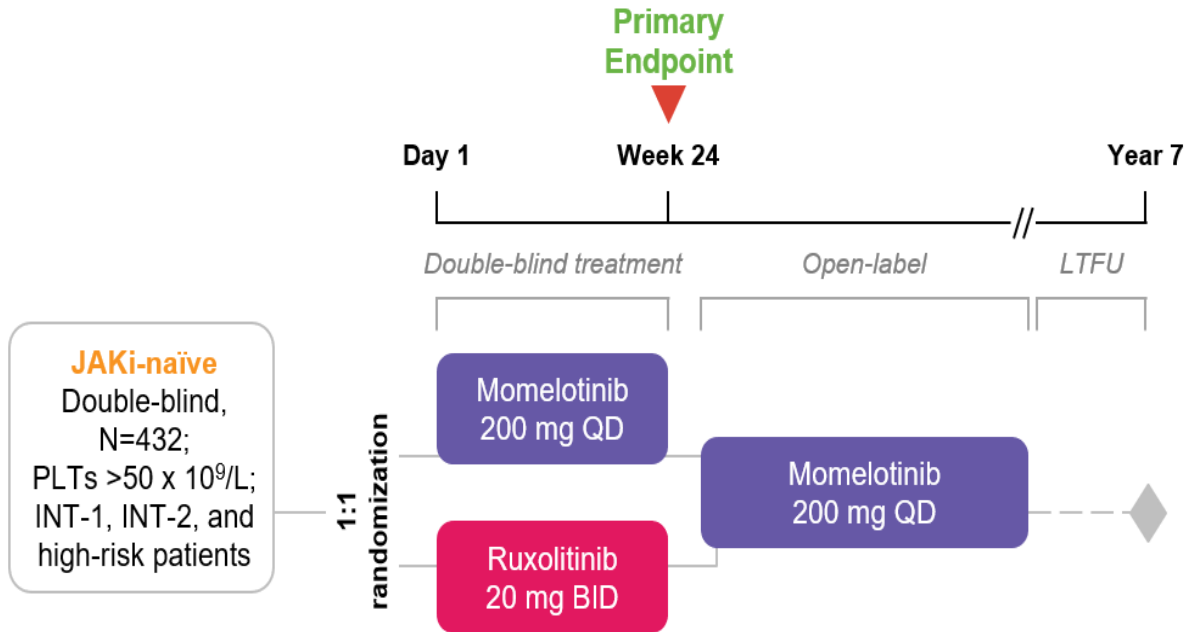 Primary
Endpoint
Day 1
Week 24
Year 7
Double-blind treatment
Open-label
LTFU
JAKi-naïve
Double-blind,
N=432;
PLTs >50 x 10⁹/L;
INT-1, INT-2, and
high-risk patients
1:1
randomization
Momelotinib
200 mg QD
Ruxolitinib
20 mg BID
Momelotinib
200 mg QD